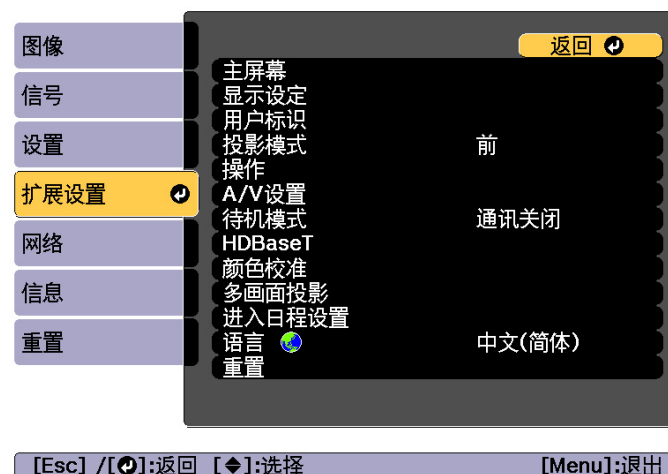 图像
信号
设置
扩展设置
网络
信息
重置
返回
主屏幕
显示设定
用户标识
投影模式 前
操作
A/V设置
待机模式 通讯关闭
HDBaseT
颜色校准
多画面投影
进入日程设置
语言 中文(简体)
重置
[Esc] /[]:返回 []:选择 [Menu]:退出